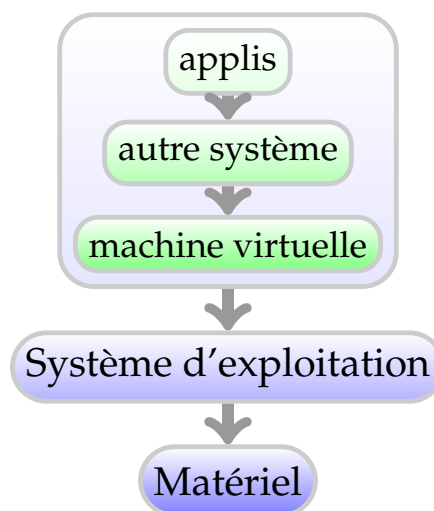 applis
autre système
machine virtuelle
Système d’exploitation
Matériel